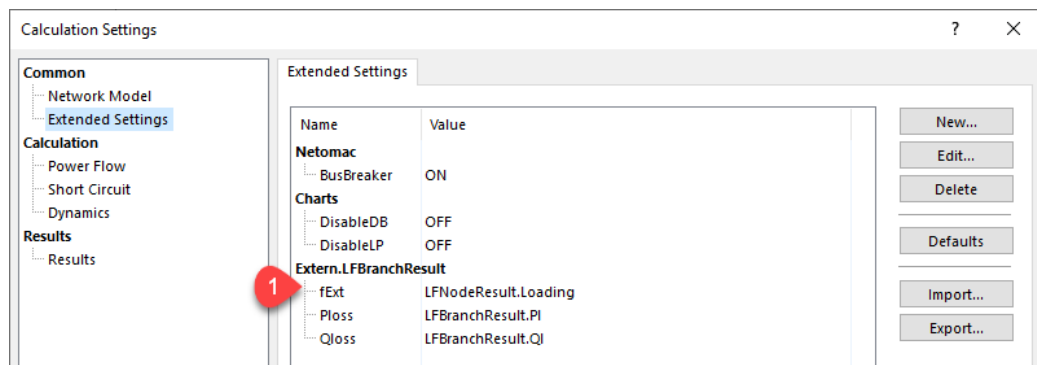 Calculation Settings
?
Common
Network Model
Extended Settings
Calculation
Power Flow
Short Circuit
Dynamics
Results
Results
Extended Settings
Name Value
Netomac
BusBreaker ON
Charts
DisableDB OFF
DisableLP OFF
Extern.LFBranchResult
1
fExt LFNodeResult.Loading
Ploss LFBranchResult.Pl
Qloss LFBranchResult.Ql
New...
Edit...
Delete
Defaults
Import...
Export...